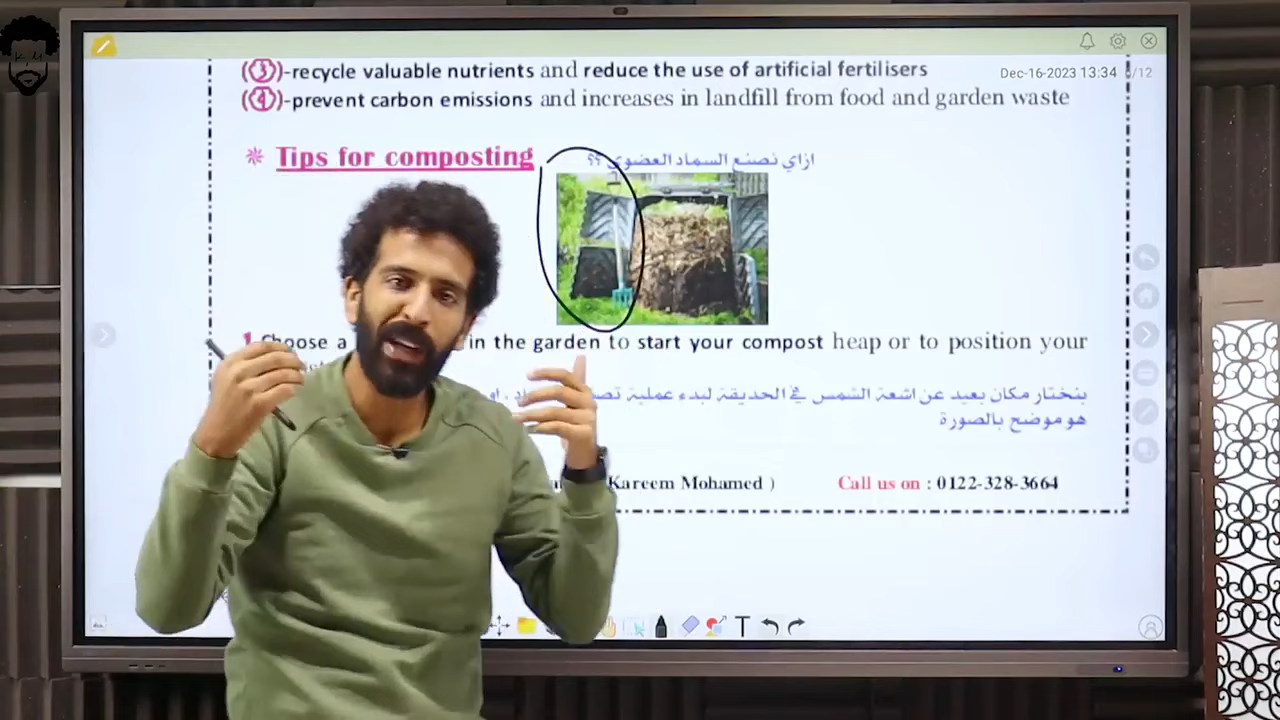 (3)-recycle valuable nutrients and reduce the use of artificial fertilisers
Dec-16-2023 13:34 /12
(4)-prevent carbon emissions and increases in landfill from food and garden waste
Tips for composting
ازاي نصنع السماد العضوي ؟؟
1 Choose a in the garden to start your compost heap or to position your
بنختار مكان بعيد عن اشعة الشمس في الحديقة لبدء عملية
هو موضح بالصورة
Kareem Mohamed ) Call us on : 0122-328-3664
T